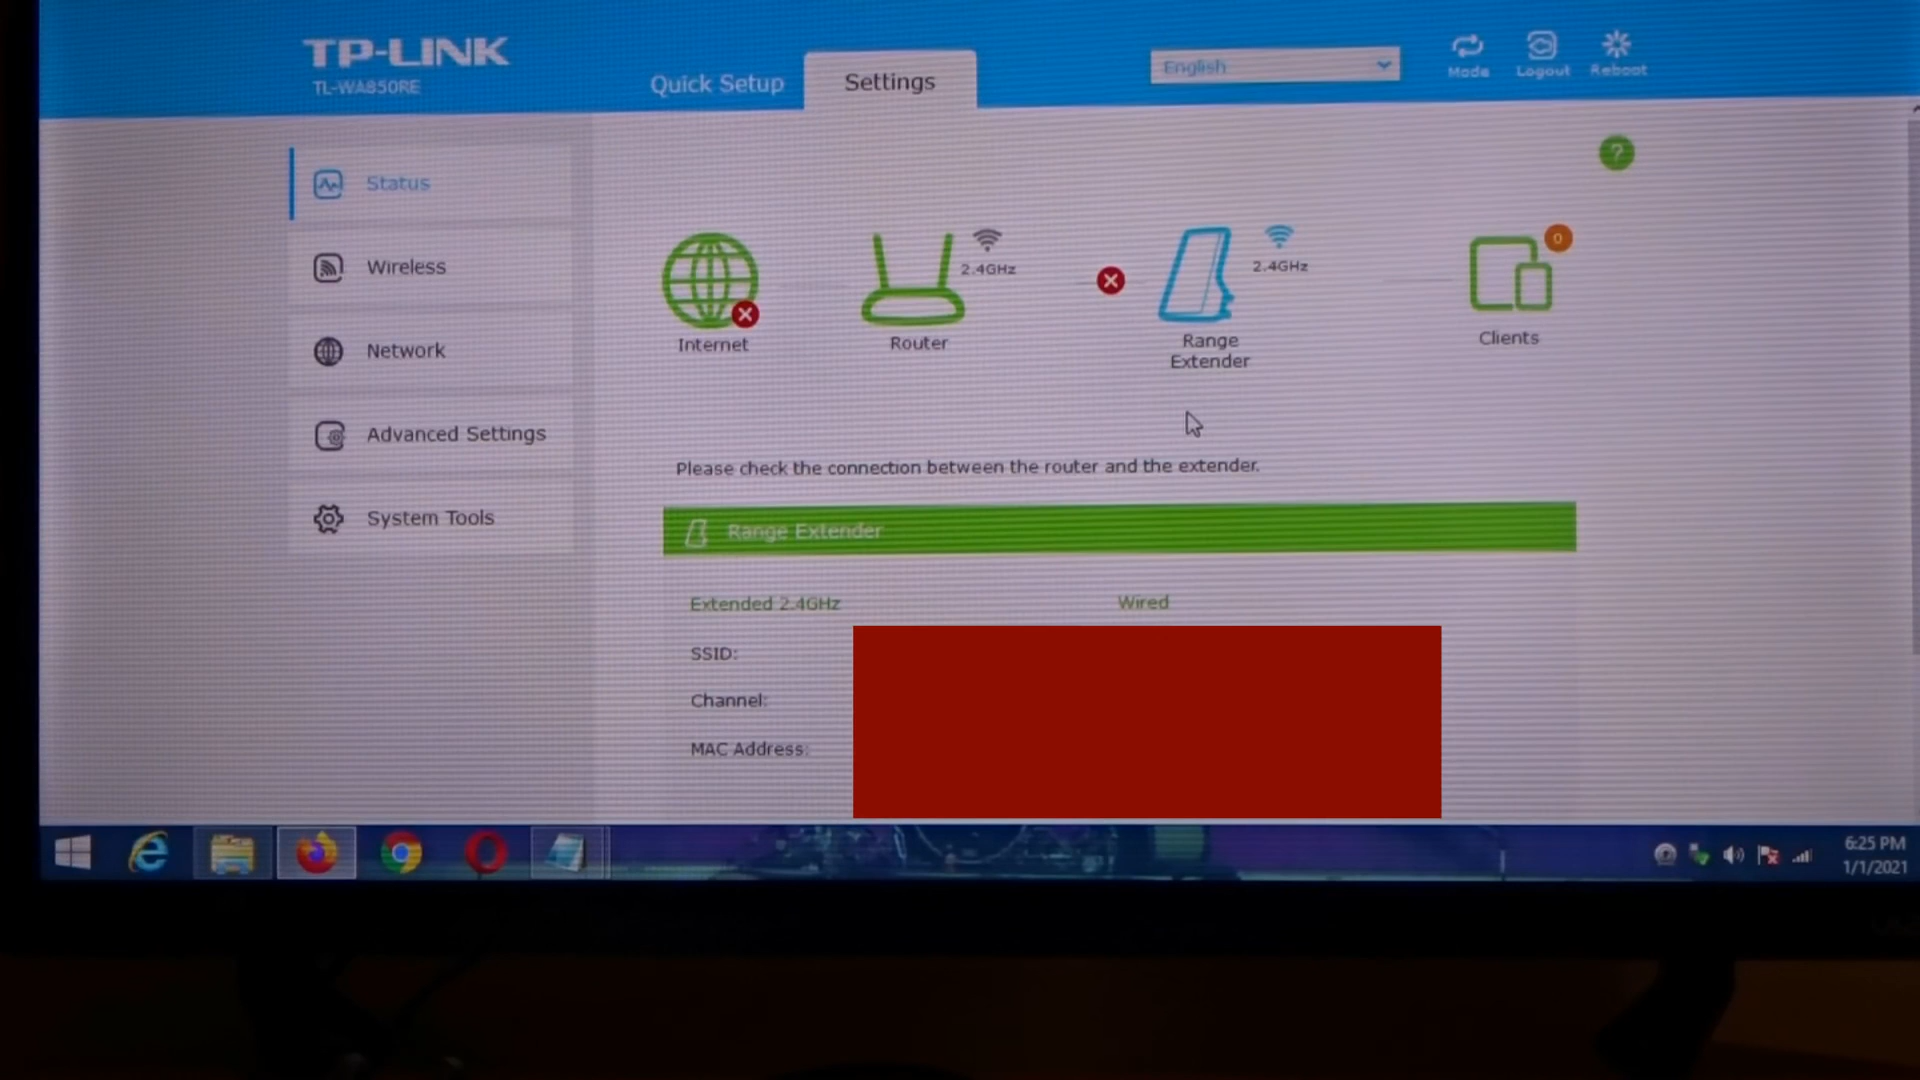 TP-LINK
TL-WA850RE
Quick Setup
Settings
English
Mode
Logout
Reboot
?
Status
Wireless
Network
Advanced Settings
System Tools
Internet
2.4GHz
Router
2.4GHz
Range
Extender
0
Clients
Please check the connection between the router and the extender.
Range Extender
Extended 2.4GHz
Wired
SSID:
Channel:
MAC Address:
6:25 PM
1/1/2021